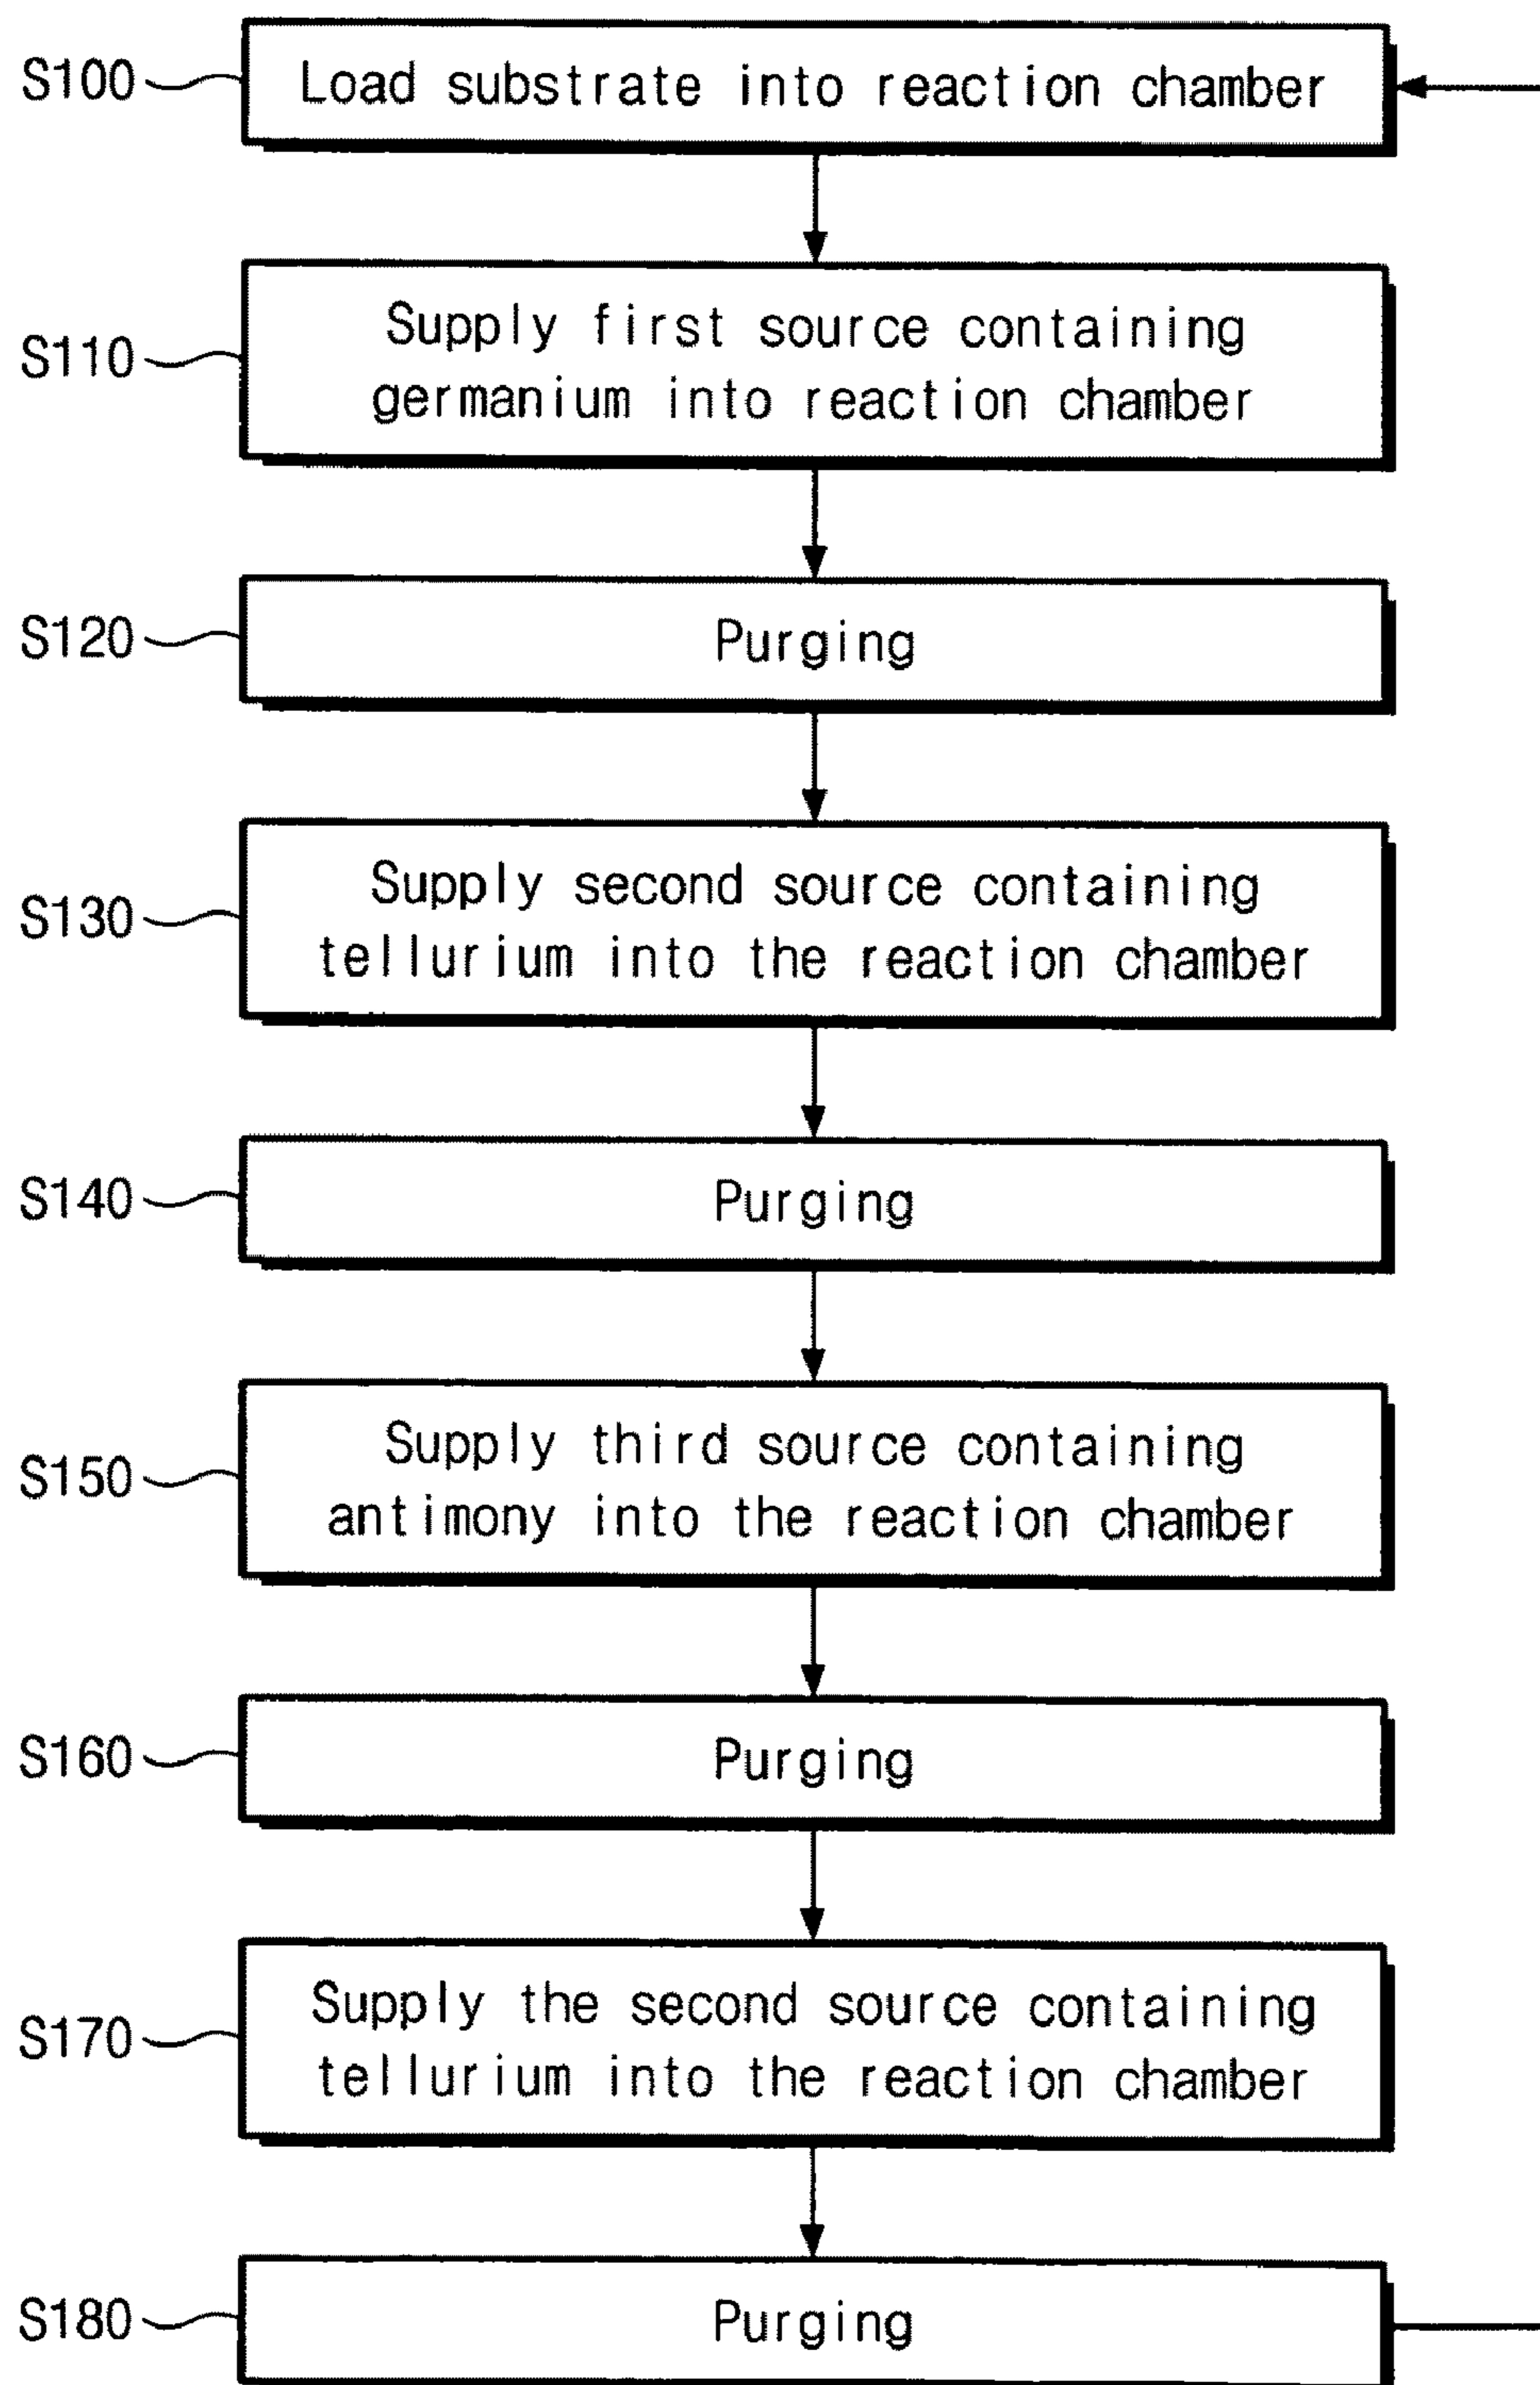 S100 Load substrate into reaction chamber
S110 Supply first source containing
germanium into reaction chamber
S120 Purging
S130 Supply second source containing
tellurium into the reaction chamber
S140 Purging
S150 Supply third source containing
antimony into the reaction chamber
S160 Purging
S170 Supply the second source containing
tellurium into the reaction chamber
S180 Purging